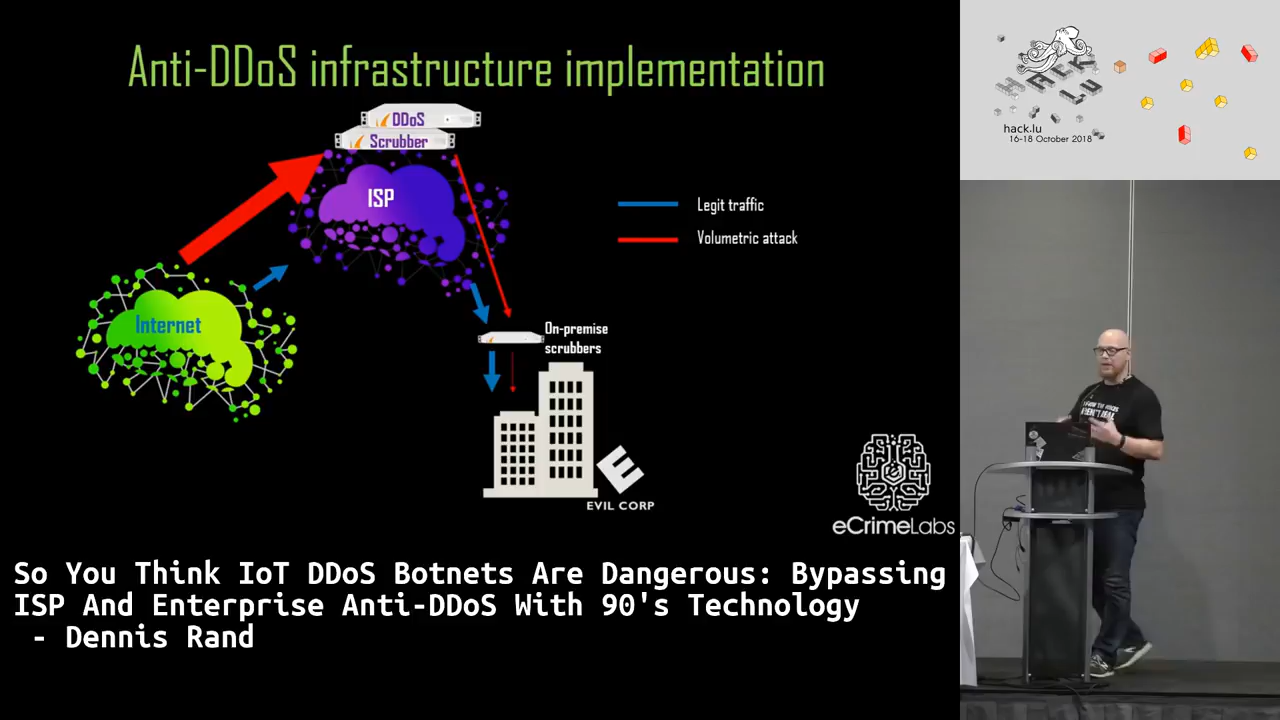 Anti-DDoS infrastructure implementation
DDoS
Scrubber
ISP
Legit traffic
Volumetric attack
Internet
On-premise
scrubbers
EVIL CORP
eCrimeLabs
So You Think IoT DDoS Botnets Are Dangerous: Bypassing
ISP And Enterprise Anti-DDoS With 90's Technology
- Dennis Rand
HACK
LU
hack.lu
16-18 October 2018